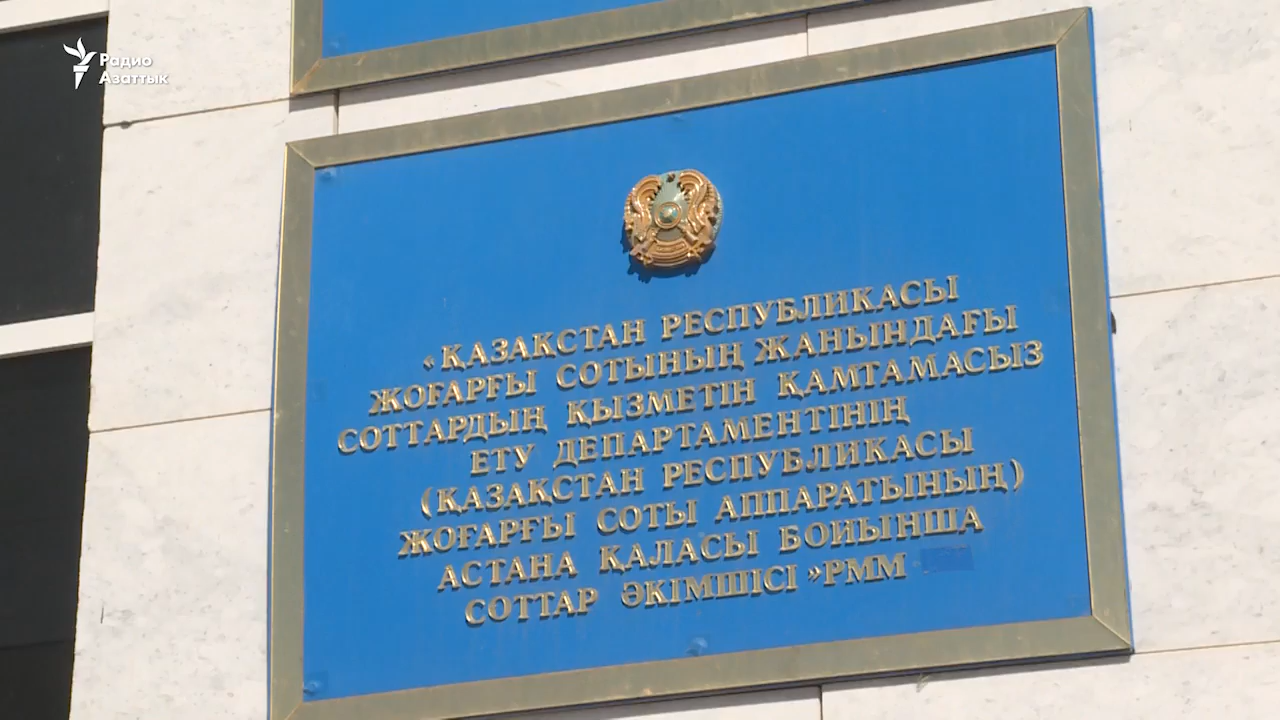 Радио
Азаттык
«ҚАЗАҚСТАН РЕСПУБЛИКАСЫ
ЖОҒАРҒЫ СОТЫНЫҢ ЖАНЫНДАҒЫ
СОТТАРДЫҢ ҚЫЗМЕТІН ҚАМТАМАСЫЗ
ЕТУ ДЕПАРТАМЕНТІНІҢ
(ҚАЗАҚСТАН РЕСПУБЛИКАСЫ
ЖОҒАРҒЫ СОТЫ АППАРАТЫНЫҢ)
АСТАНА ҚАЛАСЫ БОЙЫНША
СОТТАР ӘКІМШІСІ»РММ